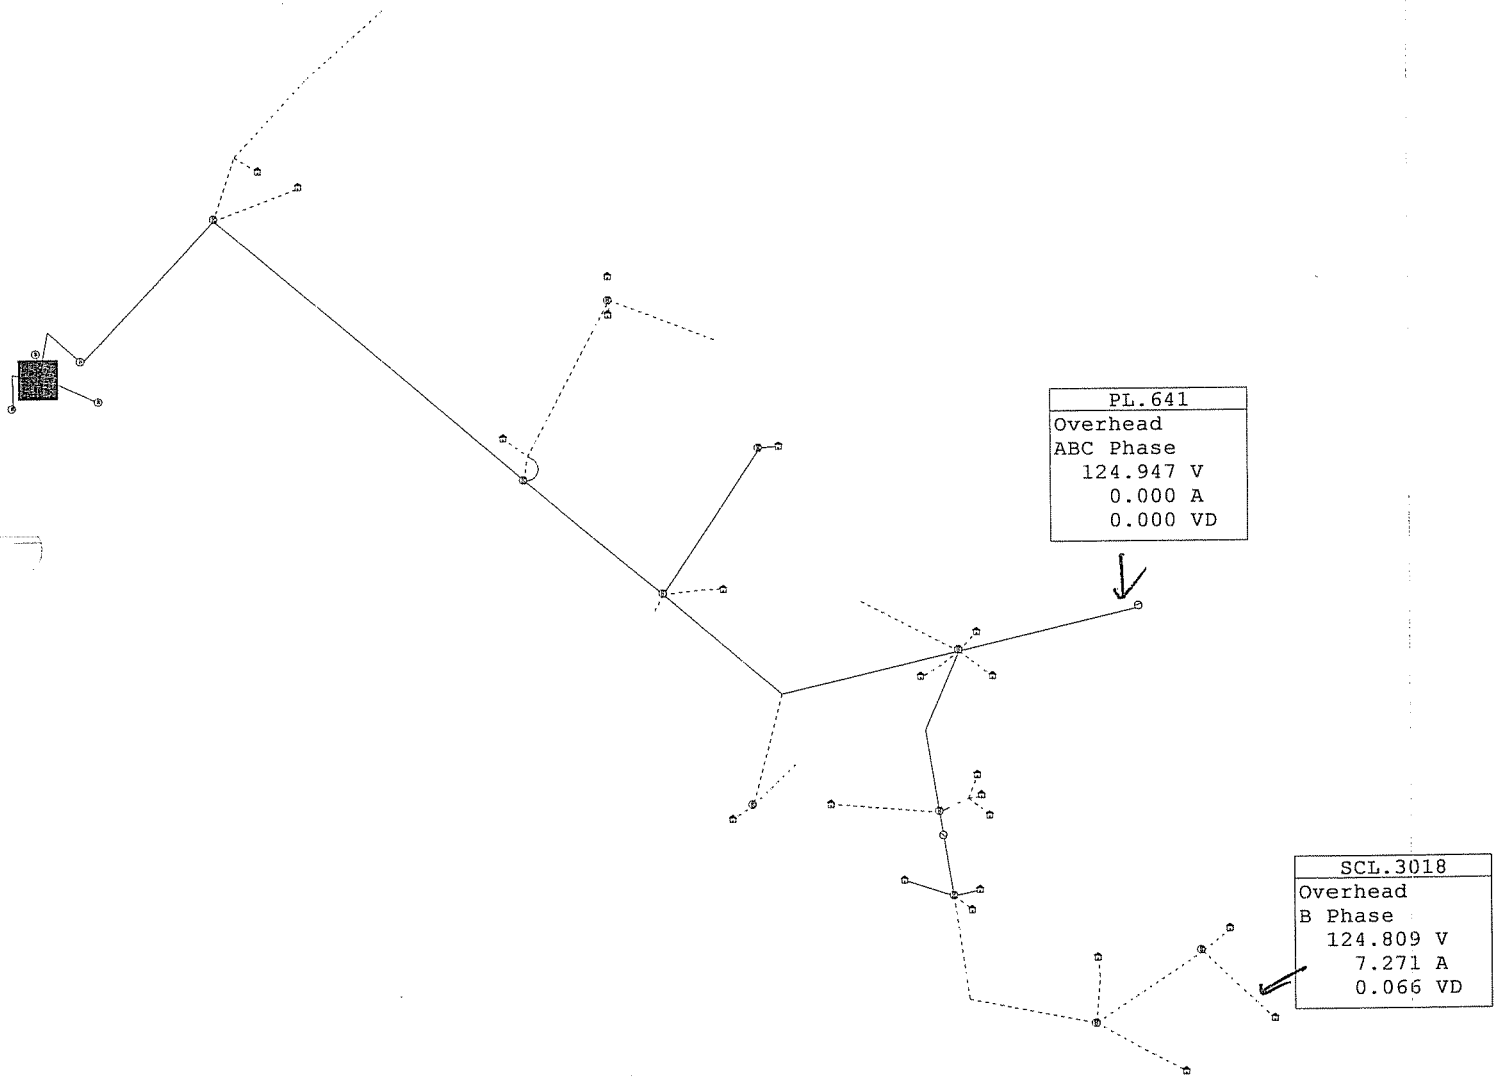 PL.641
Overhead
ABC Phase
124.947 V
0.000 A
0.000 VD
SCL.3018
Overhead
B Phase
124.809 V
7.271 A
0.066 VD